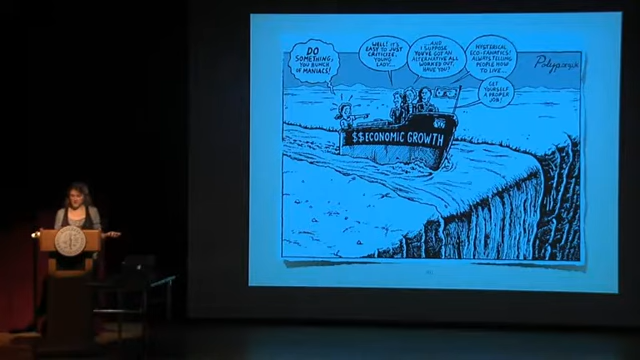 DO
SOMETHING,
YOU BUNCH
OF MANIACS!
WELL! IT'S
EASY TO JUST
CRITICIZE,
YOUNG
LADY...
...AND I
SUPPOSE
YOU'VE GOT AN
ALTERNATIVE ALL
WORKED OUT,
HAVE YOU?
HYSTERICAL
ECO-FANATICS!
ALWAYS TELLING
PEOPLE HOW
TO LIVE...
GET
YOURSELF
A PROPER
JOB!
Polyp.org.uk
$$ECONOMIC GROWTH